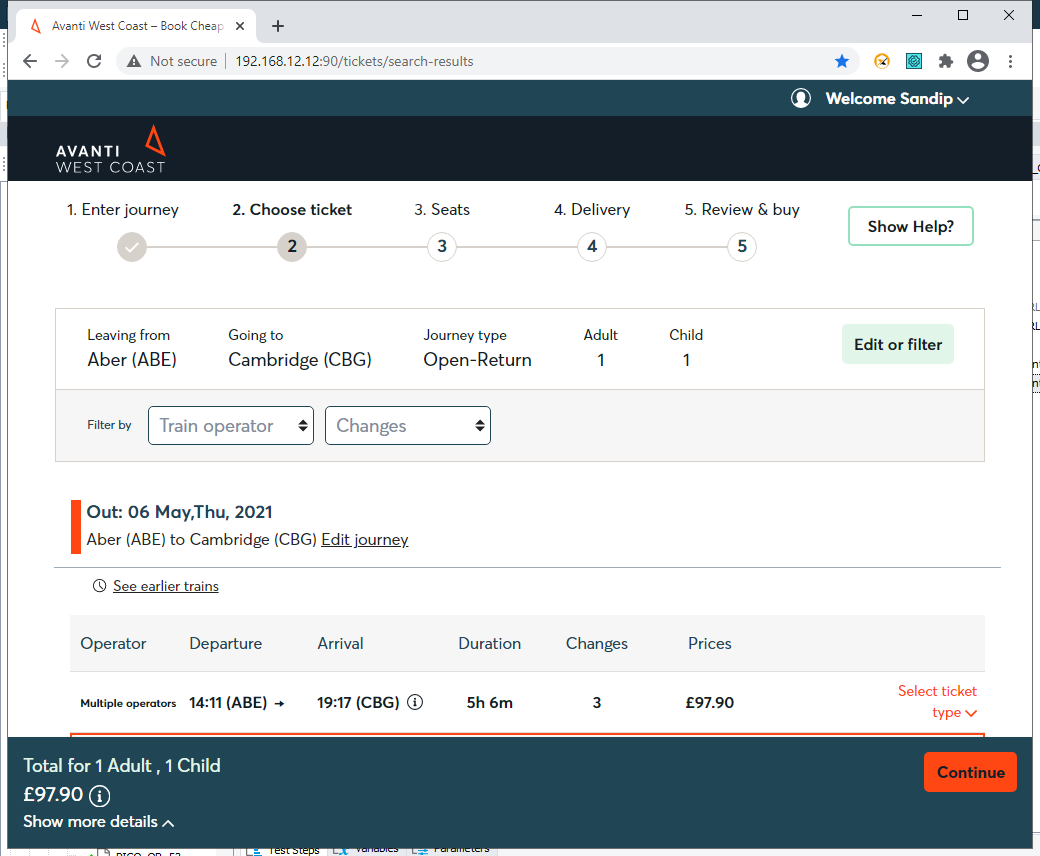 Avanti West Coast – Book Cheap
Not secure 192.168.12.12:90/tickets/search-results
Welcome Sandip
AVANTI
WEST COAST
1. Enter journey 2. Choose ticket 3. Seats 4. Delivery 5. Review & buy
Show Help?
2 3 4 5
Leaving from Going to Journey type Adult Child
Aber (ABE) Cambridge (CBG) Open-Return 1 1
Edit or filter
Filter by Train operator Changes
Out: 06 May,Thu, 2021
Aber (ABE) to Cambridge (CBG) Edit journey
See earlier trains
Operator Departure Arrival Duration Changes Prices
Multiple operators 14:11 (ABE) → 19:17 (CBG) 5h 6m 3 £97.90
Select ticket
type
Total for 1 Adult , 1 Child
£97.90
Continue
Show more details
Test Steps Variables Parameters